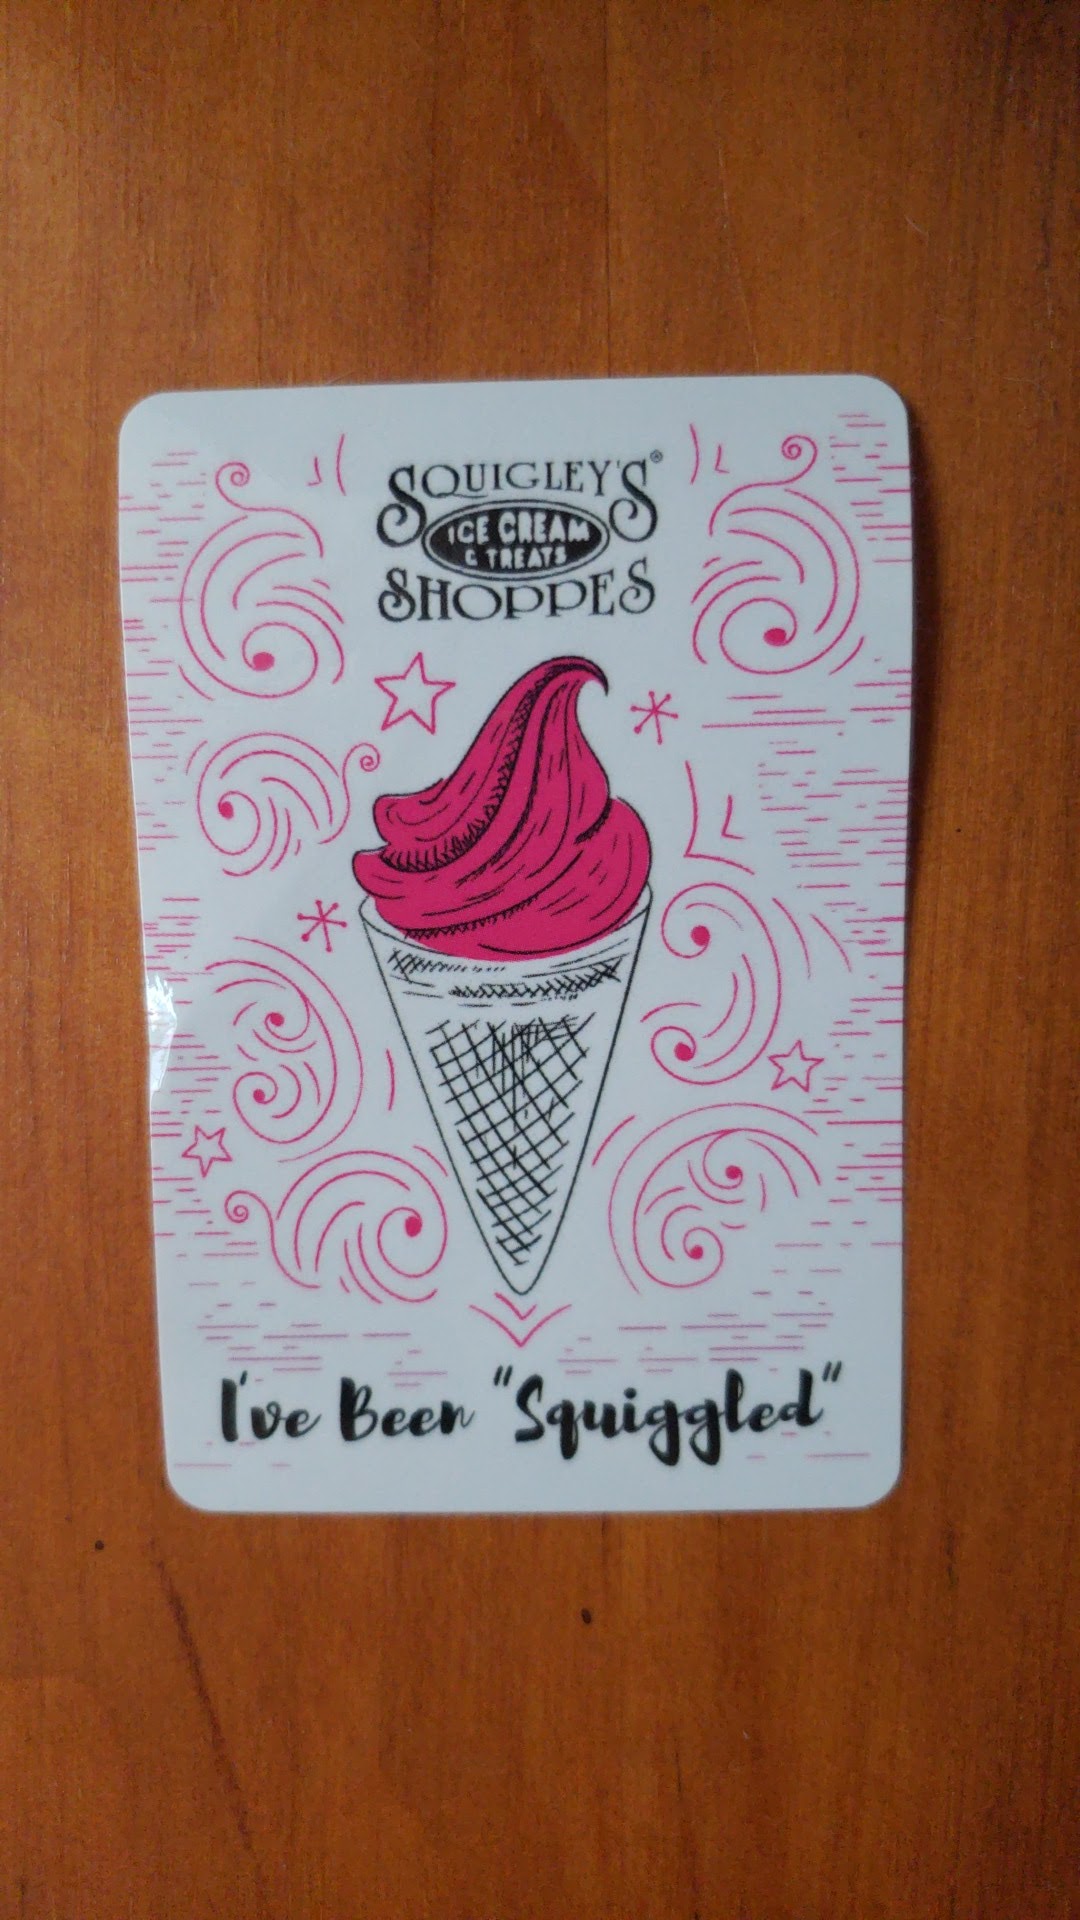 SQUIGLEY'S®
ICE CREAM
& TREATS
SHOPPES
I've Been "Squiggled"